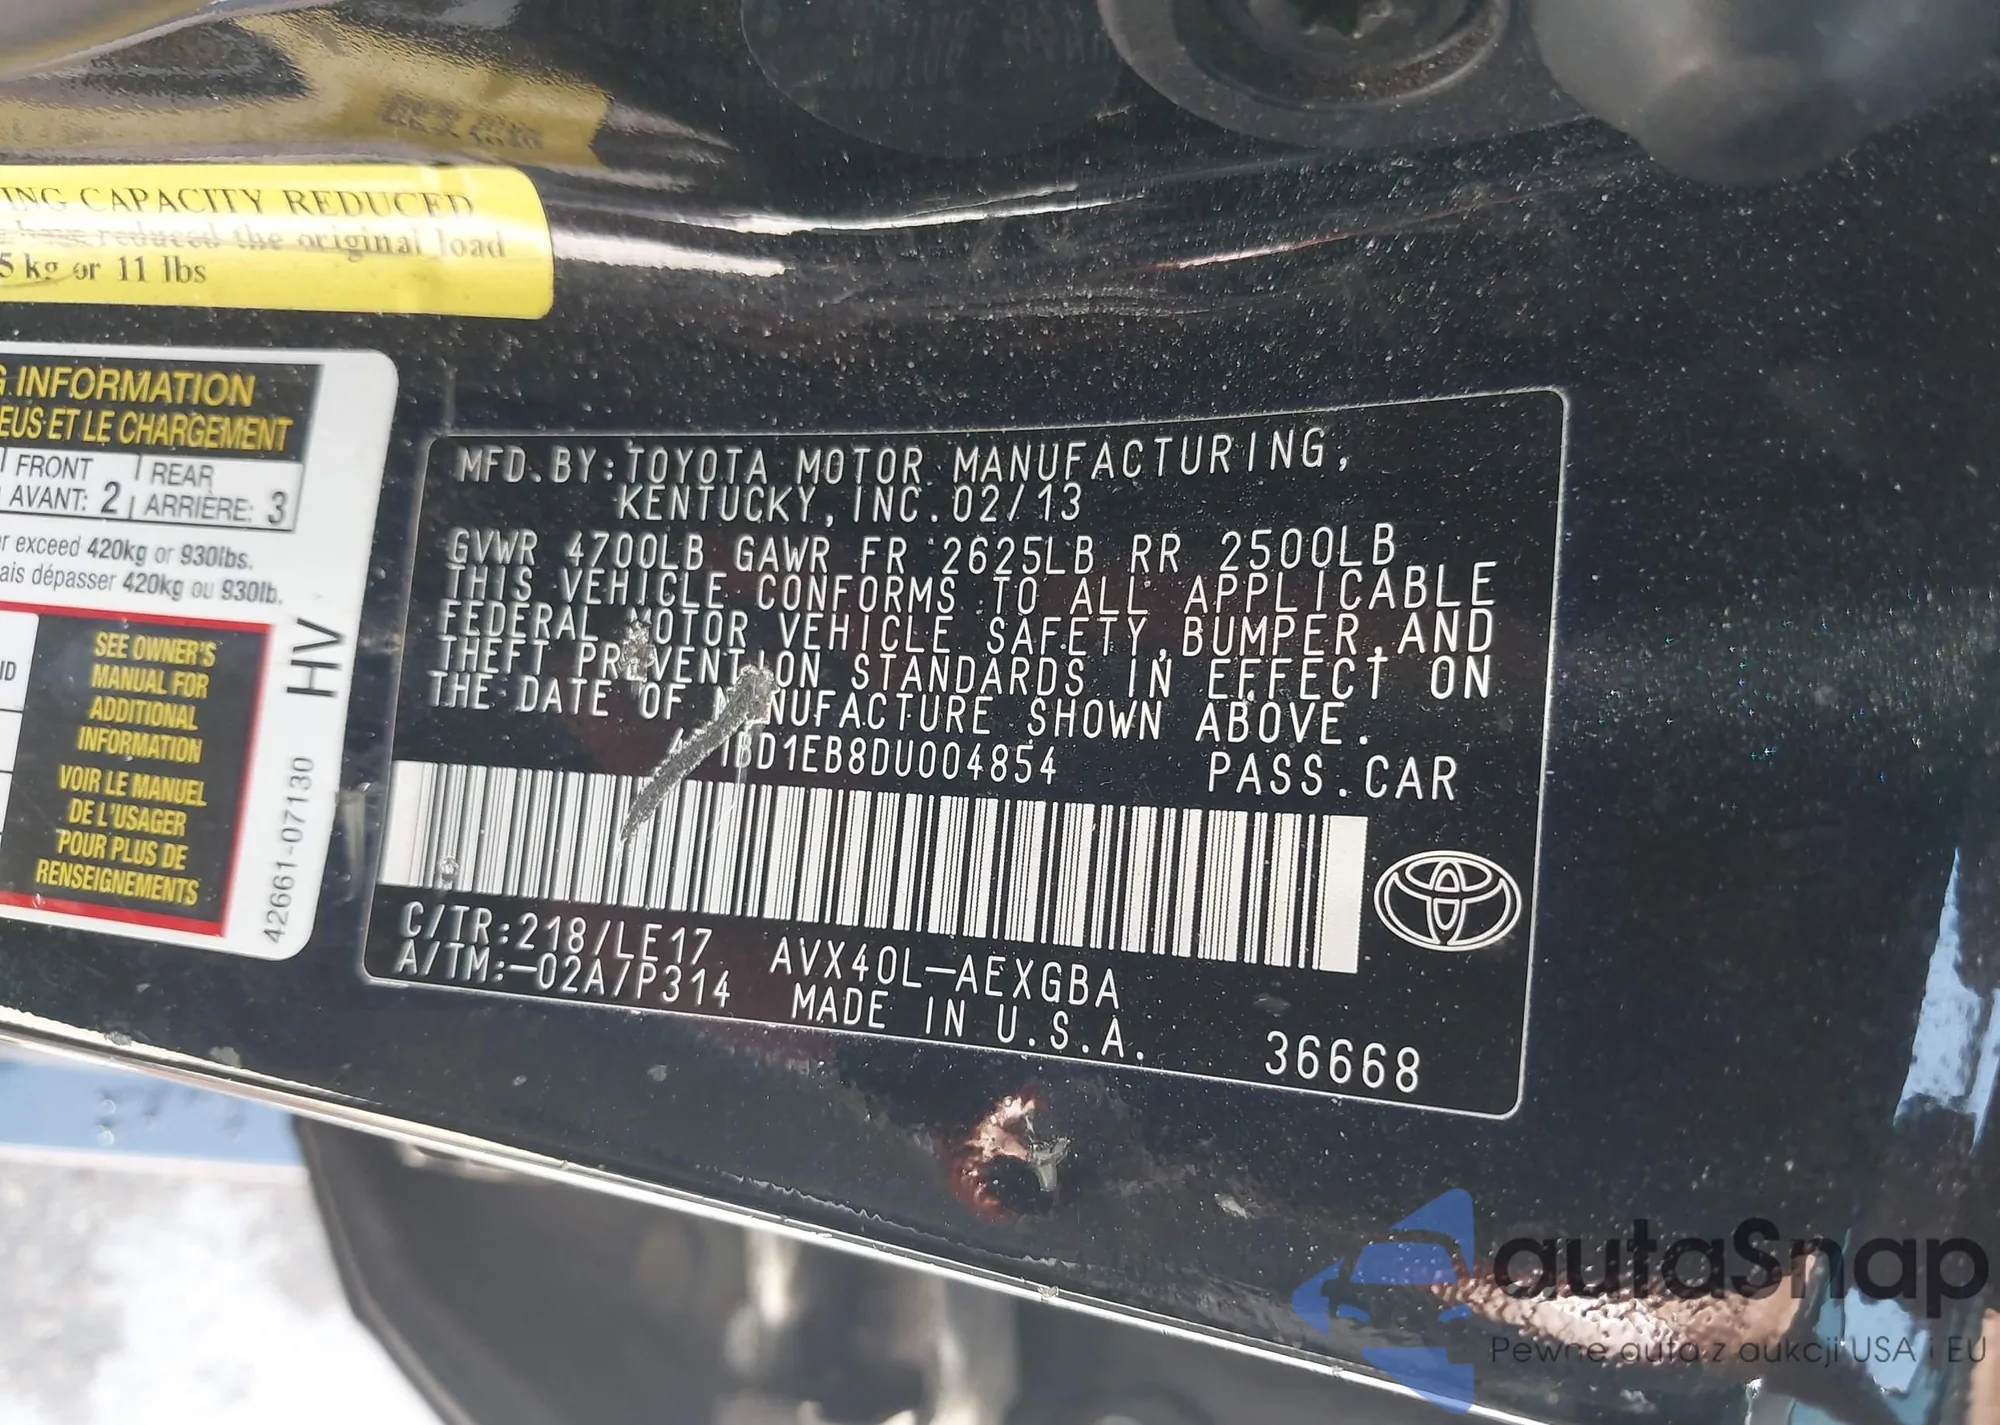 ING CAPACITY REDUCED
reduced the original load
5 kg or 11 lbs
INFORMATION
EUS ET LE CHARGEMENT
FRONT REAR
AVANT: 2 ARRIÈRE: 3
exceed 420kg or 930lbs.
ais dépasser 420kg ou 930lb.
SEE OWNER'S
MANUAL FOR
ADDITIONAL
INFORMATION
VOIR LE MANUEL
DE L'USAGER
POUR PLUS DE
RENSEIGNEMENTS
HV
42661-07130
MFD.BY:TOYOTA MOTOR MANUFACTURING,
KENTUCKY, INC.02/13
GVWR 4700LB GAWR FR 2625LB RR 2500LB
THIS VEHICLE CONFORMS TO ALL APPLICABLE
FEDERAL MOTOR VEHICLE SAFETY,BUMPER,AND
THEFT PREVENTION STANDARDS IN EFFECT ON
THE DATE OF MANUFACTURE SHOWN ABOVE.
BD1EB8DU004854 PASS.CAR
C/TR:218/LE17 AVX40L-AEXGBA
A/TM:-02A/P314 MADE IN U.S.A.
36668
autaSnap
Pewne auta z aukcji USA i EU